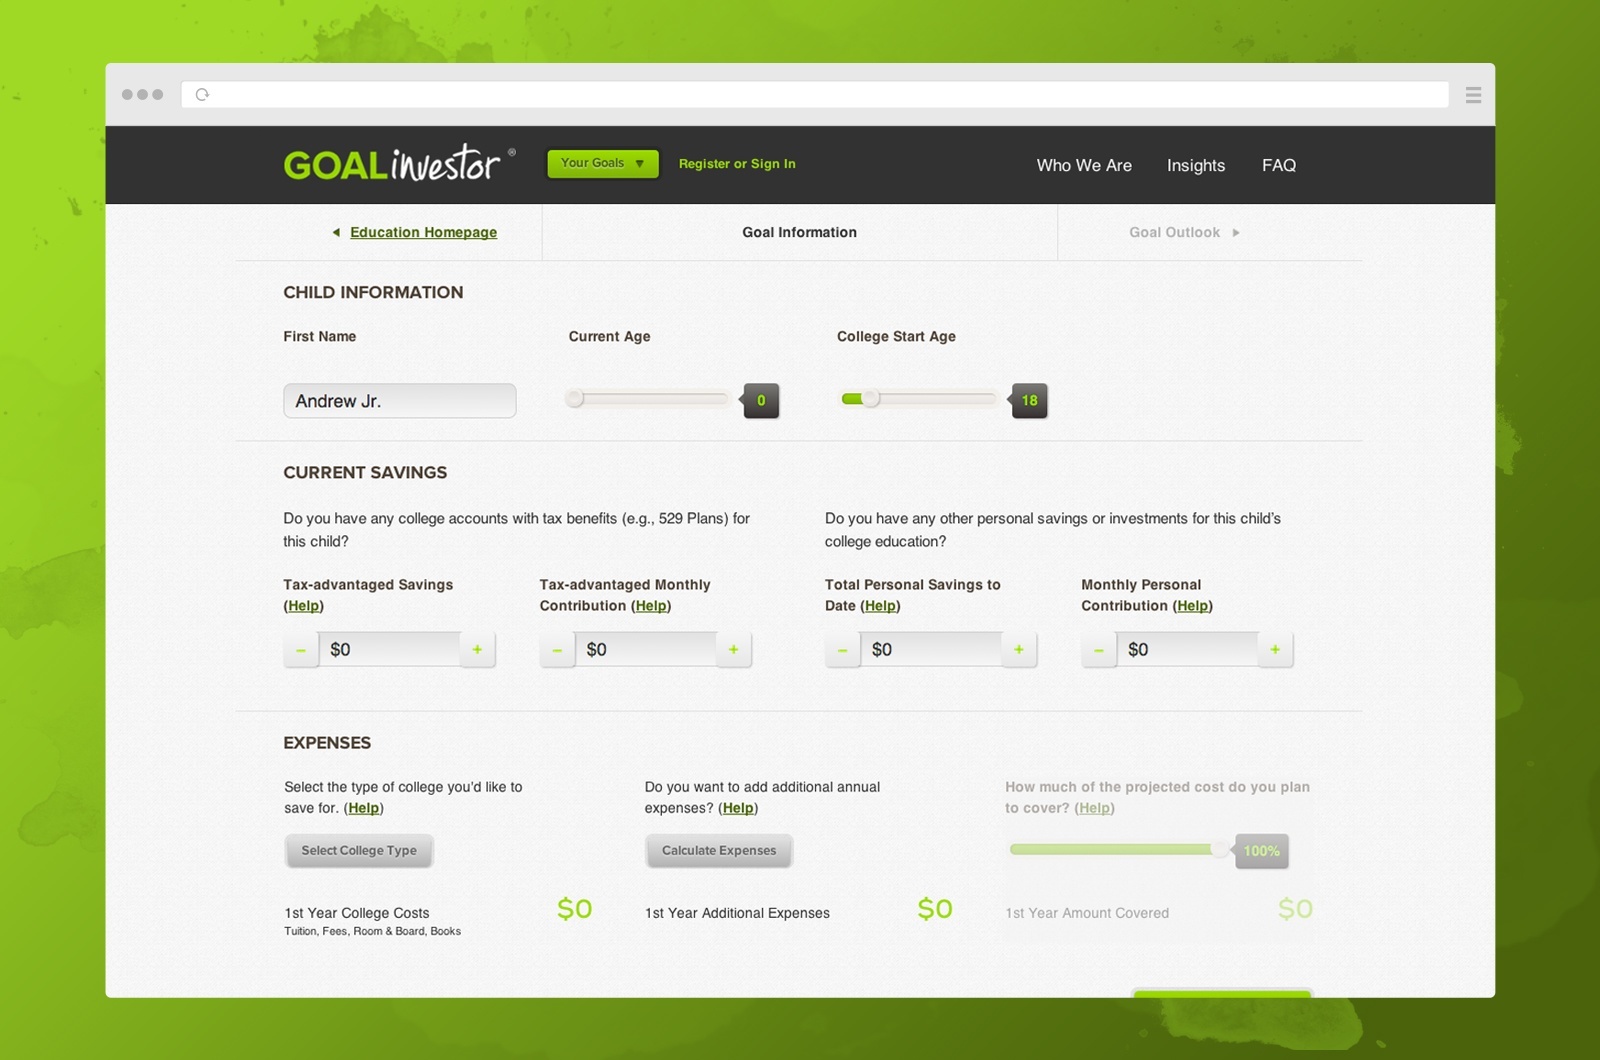 GOALinvestor ®
Your Goals ▼
Register or Sign In
Who We Are
Insights
FAQ
Education Homepage
Goal Information
Goal Outlook
CHILD INFORMATION
First Name
Current Age
College Start Age
Andrew Jr.
0
18
CURRENT SAVINGS
Do you have any college accounts with tax benefits (e.g., 529 Plans) for
this child?
Do you have any other personal savings or investments for this child's
college education?
Tax-advantaged Savings
(Help)
Tax-advantaged Monthly
Contribution (Help)
Total Personal Savings to
Date (Help)
Monthly Personal
Contribution (Help)
– $0 +
– $0 +
– $0 +
– $0 +
EXPENSES
Select the type of college you'd like to
save for. (Help)
Do you want to add additional annual
expenses? (Help)
How much of the projected cost do you plan
to cover? (Help)
Select College Type
Calculate Expenses
100%
1st Year College Costs
Tuition, Fees, Room & Board, Books
$0
1st Year Additional Expenses
$0
1st Year Amount Covered
$0